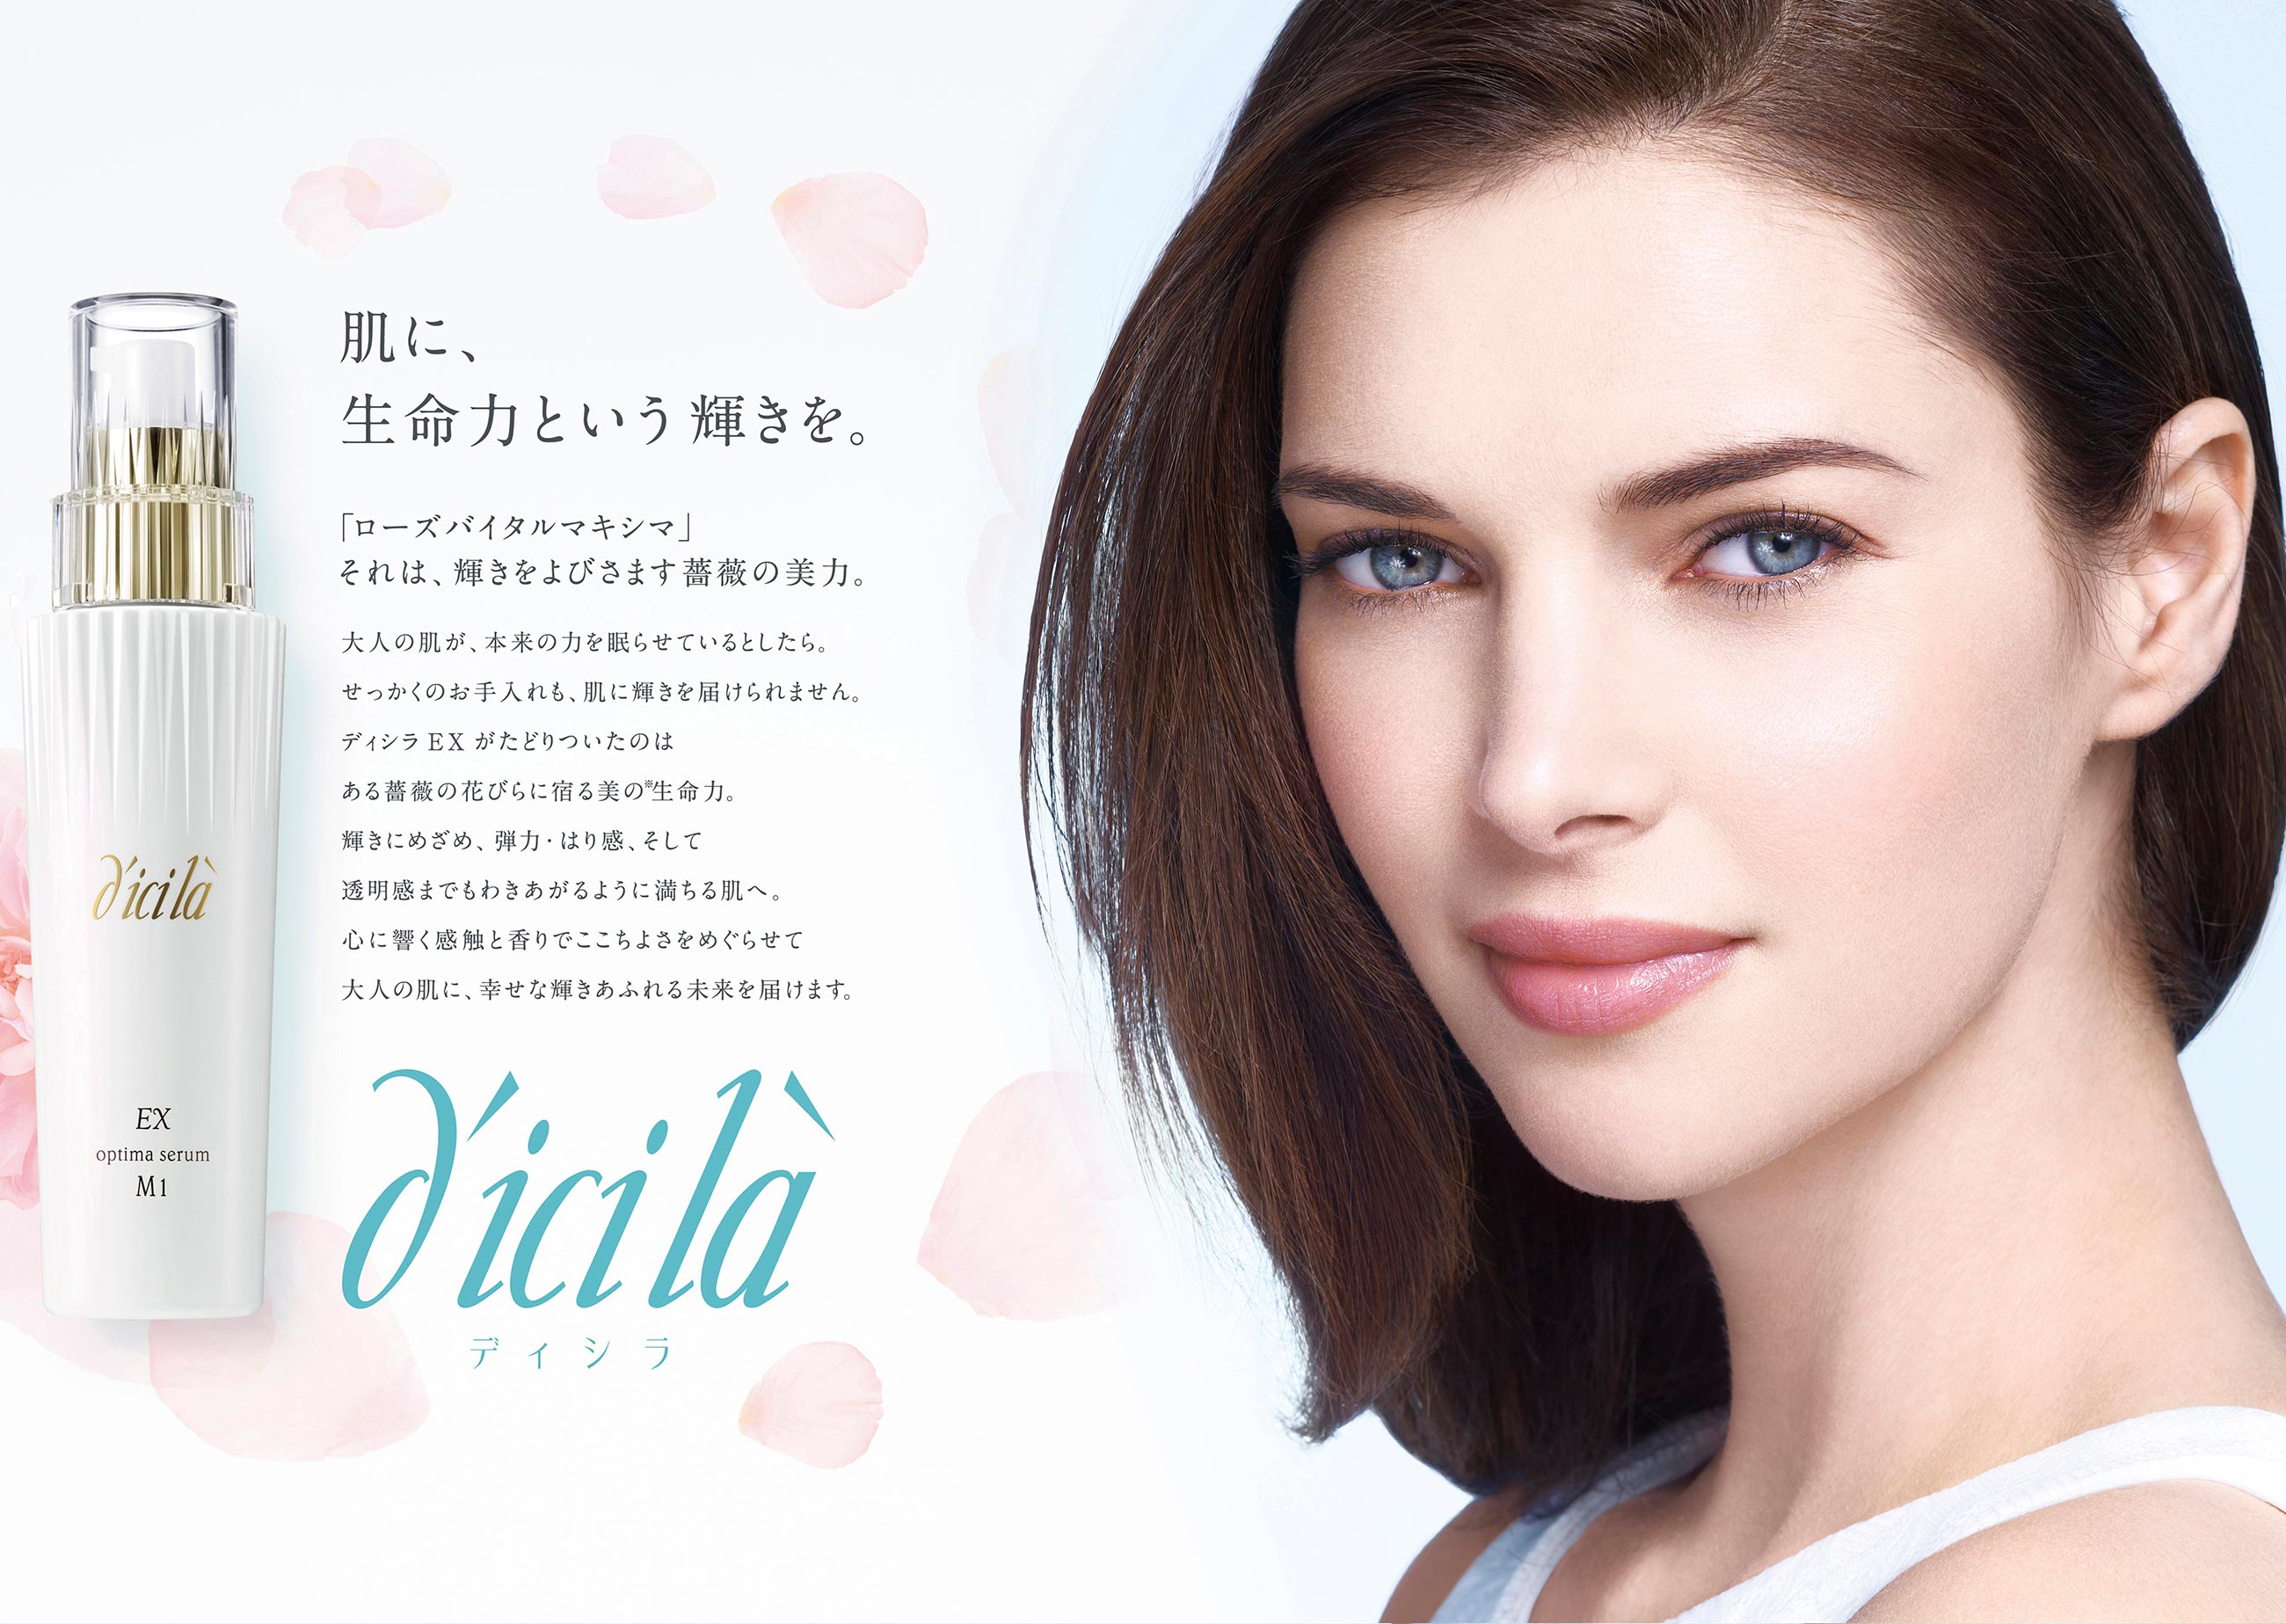 肌に、
生命力という輝きを。
「ローズバイタルマキシマ」
それは、輝きをよびさます薔薇の美力。
大人の肌が、本来の力を眠らせているとしたら。
せっかくのお手入れも、肌に輝きを届けられません。
ディシラ EX がたどりついたのは
ある薔薇の花びらに宿る美の※生命力。
輝きにめざめ、弾力・はり感、そして
透明感までもわきあがるように満ちる肌へ。
心に響く感触と香りでここちよさをめぐらせて
大人の肌に、幸せな輝きあふれる未来を届けます。
d'icilà
ディシラ
d'icilà
EX
optima serum
M1